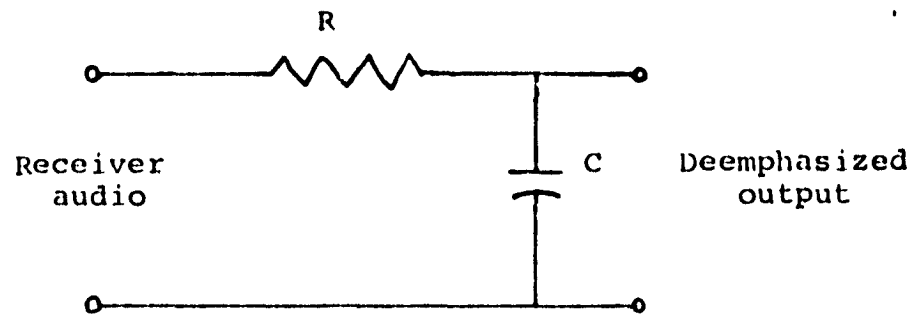 R
Receiver
audio
C
Deemphasized
output